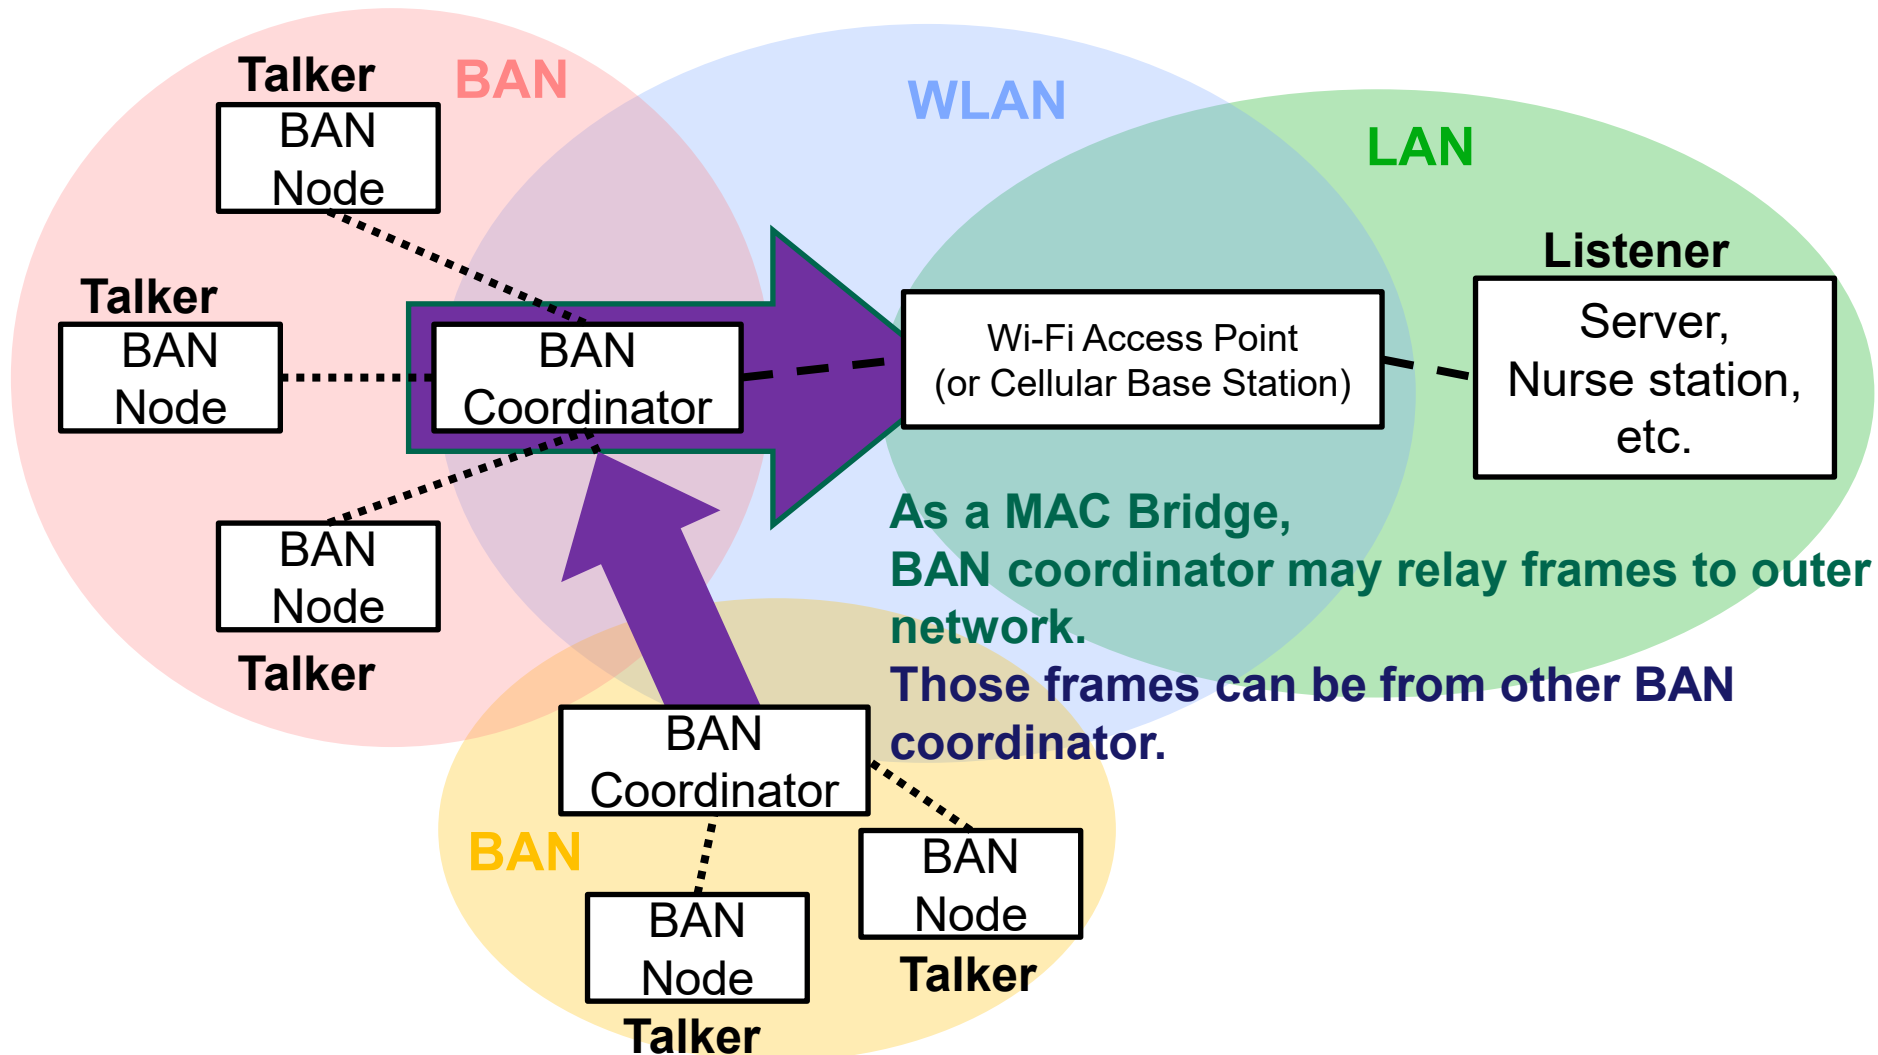 Talker
BAN
WLAN
LAN
BAN
Node
Talker
BAN
Node
BAN
Coordinator
Wi-Fi Access Point
(or Cellular Base Station)
Listener
Server,
Nurse station,
etc.
BAN
Node
Talker
As a MAC Bridge,
BAN coordinator may relay frames to outer
network.
Those frames can be from other BAN
coordinator.
BAN
Coordinator
BAN
BAN
Node
Talker
BAN
Node
Talker